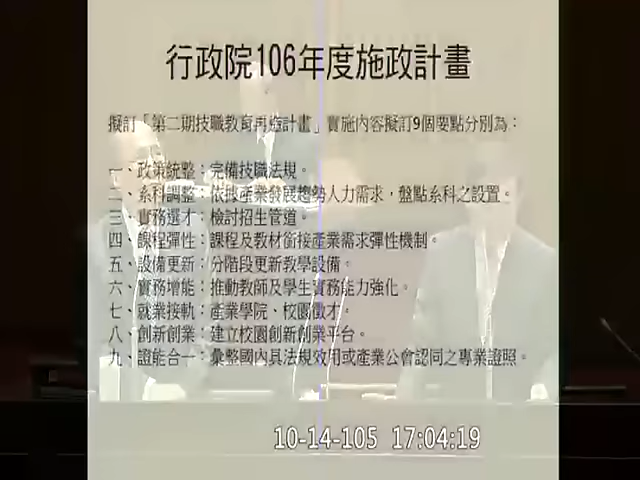 行政院106年度施政計畫
擬訂「第二期技職教育再造計畫」實施內容擬訂9個要點分別為：
一、政策統整：完備技職法規。
二、系科調整：依據產業發展趨勢人力需求，盤點系科之設置。
三、實務選才：檢討招生管道。
四、課程彈性：課程及教材銜接產業需求彈性機制。
五、設備更新：分階段更新教學設備。
六、實務增能：推動教師及學生實務能力強化。
七、就業接軌：產業學院、校園徵才。
八、創新創業：建立校園創新創業平台。
九、證能合一：彙整國內具法規效用或產業公會認同之專業證照。
10-14-105 17:04:19